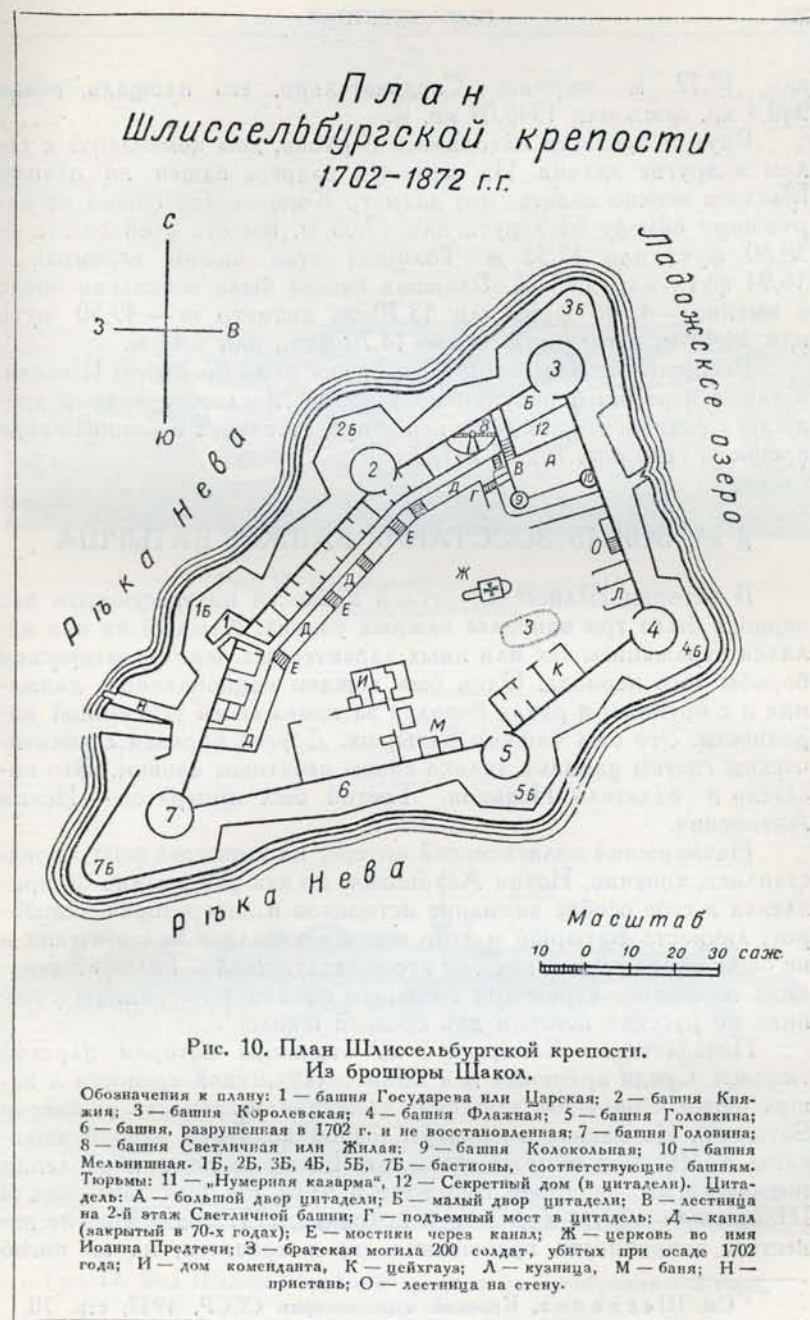 План
Шлиссельбургской крепости
1702–1872 г.г.
С
З
В
Ю
Ладожское озеро
3Б
3
Б
8
12
2Б
А
2
В
10
Д
9
Г
Е
О
Рѣка Нева
Ж
Д
Л
1Б
Е
З
1
Д
4
К
4Б
Е
И
Н
М
Д
5
6
5Б
7
7Б
Рѣка Нева
Масштаб
10 0 10 20 30 саж.
Рис. 10. План Шлиссельбургской крепости.
Из брошюры Шакол.
Обозначения к плану: 1 — башня Государева или Царская; 2 — башня Кня-
жия; 3 — башня Королевская; 4 — башня Флажная; 5 — башня Головкина;
6 — башня, разрушенная в 1702 г. и не восстановленная; 7 — башня Головина;
8 — башня Светличная или Жилая; 9 — башня Колокольная; 10 — башня
Мельнишная. 1Б, 2Б, 3Б, 4Б, 5Б, 7Б — бастионы, соответствующие башням.
Тюрьмы: 11 — „Нумерная казарма“, 12 — Секретный дом (в цитадели). Цита-
дель: А — большой двор цитадели; Б — малый двор цитадели; В — лестница
на 2-й этаж Светличной башни; Г — подъемный мост в цитадель; Д — канал
(закрытый в 70-х годах); Е — мостики через канал; Ж — церковь во имя
Иоанна Предтечи; З — братская могила 200 солдат, убитых при осаде 1702
года; И — дом коменданта, К — цейхгауз; Л — кузница, М — баня; Н —
пристань; О — лестница на стену.